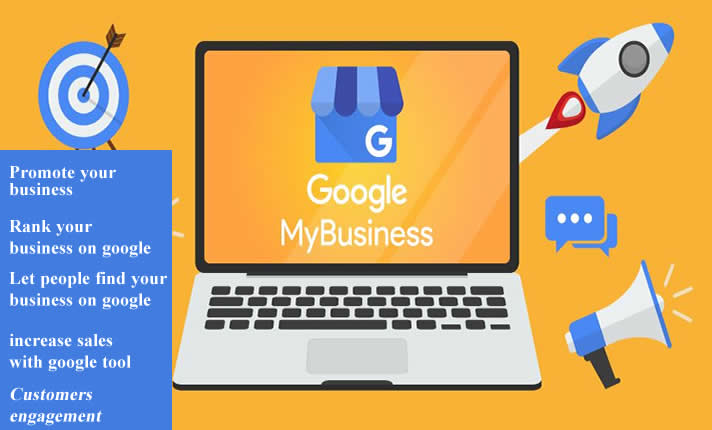 Promote your
business
Rank your
business on google
Let people find your
business on google
increase sales
with google tool
Customers
engagement
G
Google
MyBusiness